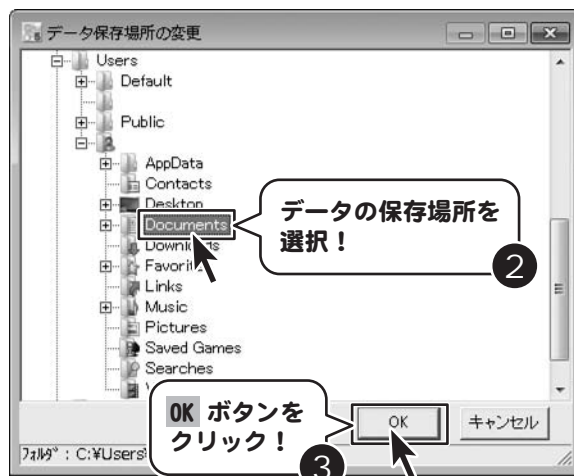 データ保存場所の変更
Users
Default
Public
AppData
Contacts
Desktop
Documents
データの保存場所を
選択！
2
Downloads
Links
Music
Pictures
Saved Games
Searches
OK ボタンを
クリック！
3
OK
キャンセル
ﾌｫﾙﾀﾞ : C:¥Users